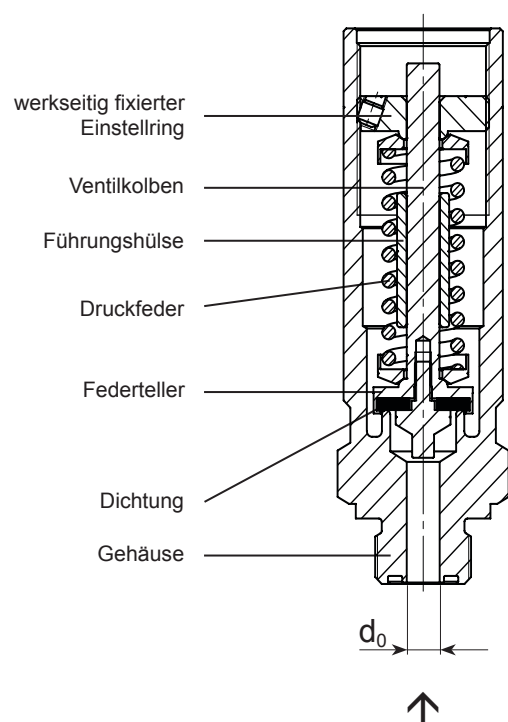 werkseitig fixierter
Einstellring
Ventilkolben
Führungshülse
Druckfeder
Federteller
Dichtung
Gehäuse
d₀